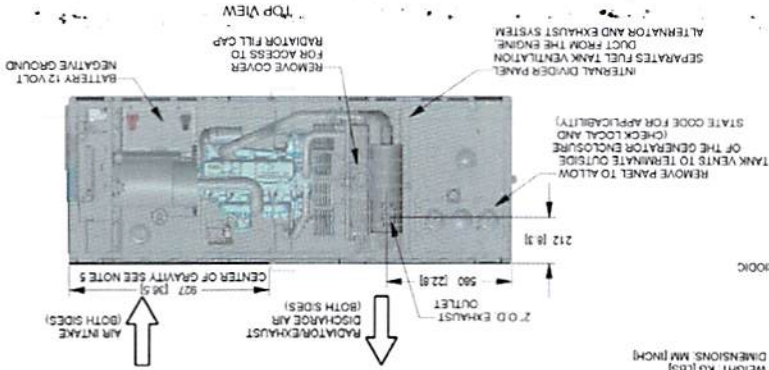 WEIGHT: KG [LBS]
DIMENSIONS: MM [INCH]
AIR INTAKE
(BOTH SIDES)
RADIATOR/EXHAUST
DISCHARGE AIR
(BOTH SIDES)
2" O.D. EXHAUST
OUTLET
927 [36.5]
CENTER OF GRAVITY SEE NOTE 5
580 [22.8]
212 [8.3]
REMOVE PANEL TO ALLOW
TANK VENTS TO TERMINATE OUTSIDE
OF THE GENERATOR ENCLOSURE
(CHECK LOCAL AND
STATE CODE FOR APPLICABILITY)
INTERNAL DIVIDER PANEL
SEPARATES FUEL TANK VENTILATION
DUCT FROM THE ENGINE,
ALTERNATOR AND EXHAUST SYSTEM
REMOVE COVER
FOR ACCESS TO
RADIATOR FILL CAP
BATTERY 12 VOLT
NEGATIVE GROUND
TOP VIEW